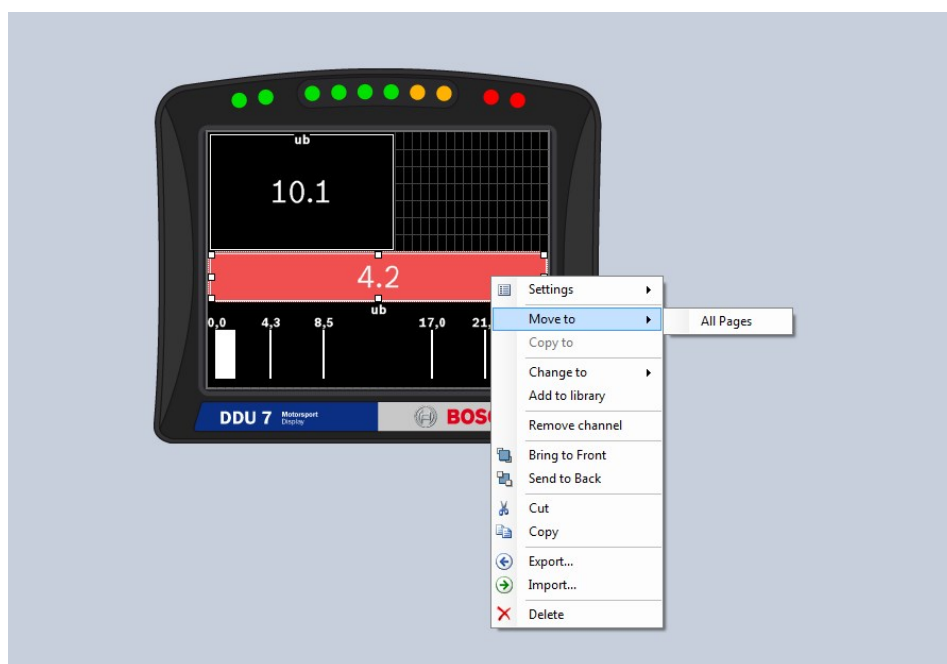 ub
10.1
4.2
ub
0,0 4,3 8,5 17,0 21,
DDU 7 Motorsport
Display
BOSC
Settings
Move to
All Pages
Copy to
Change to
Add to library
Remove channel
Bring to Front
Send to Back
Cut
Copy
Export...
Import...
Delete